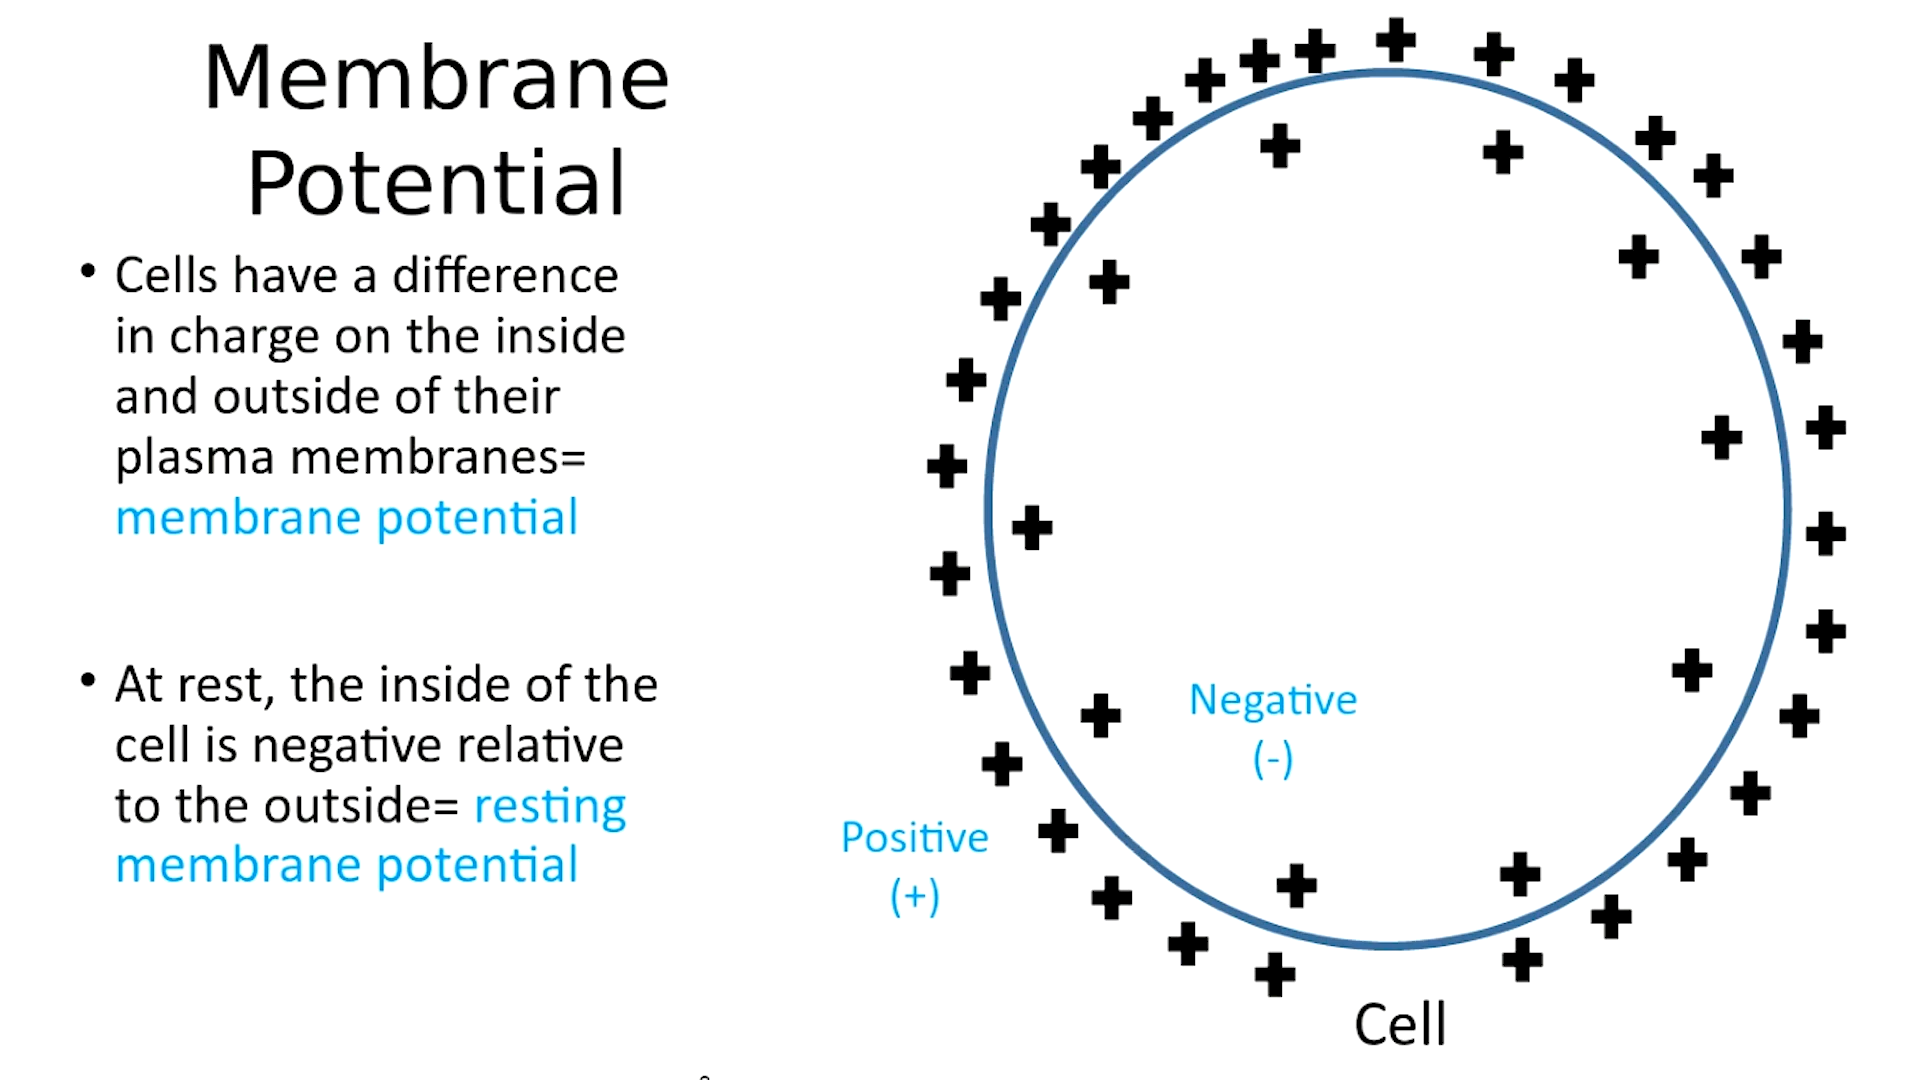 Membrane
Potential
• Cells have a difference
in charge on the inside
and outside of their
plasma membranes=
membrane potential
• At rest, the inside of the
cell is negative relative
to the outside= resting
membrane potential
Negative
(-)
Positive
(+)
Cell